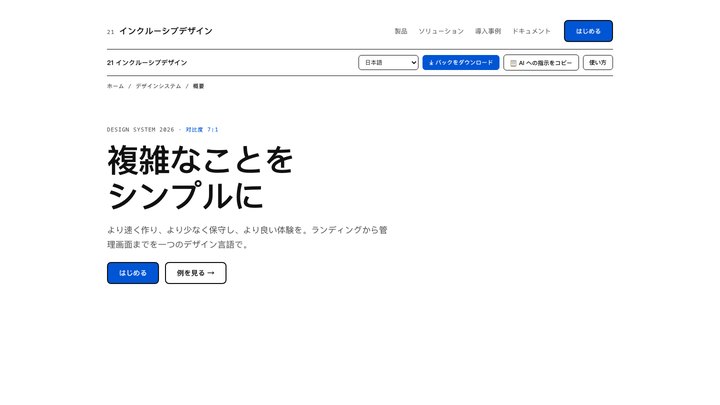 21 インクルーシブデザイン
製品 ソリューション 導入事例 ドキュメント はじめる
21 インクルーシブデザイン
日本語 ↓ パックをダウンロード 📋 AI への指示をコピー 使い方
ホーム / デザインシステム / 概要
DESIGN SYSTEM 2026 · 対比度 7:1
複雑なことを
シンプルに
より速く作り、より少なく保守し、より良い体験を。ランディングから管
理画面までを一つのデザイン言語で。
はじめる 例を見る →